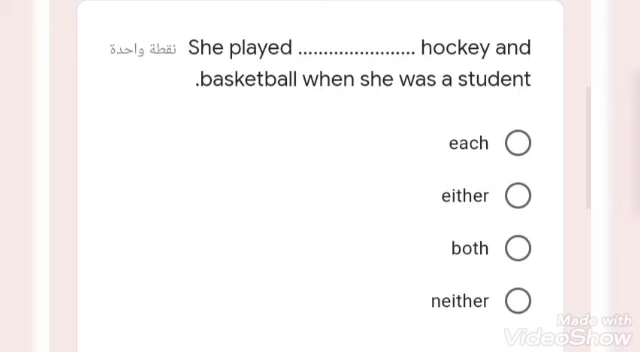 She played ....................... hockey and نقطة واحدة
.basketball when she was a student
each
either
both
neither
Made with
VideoShow